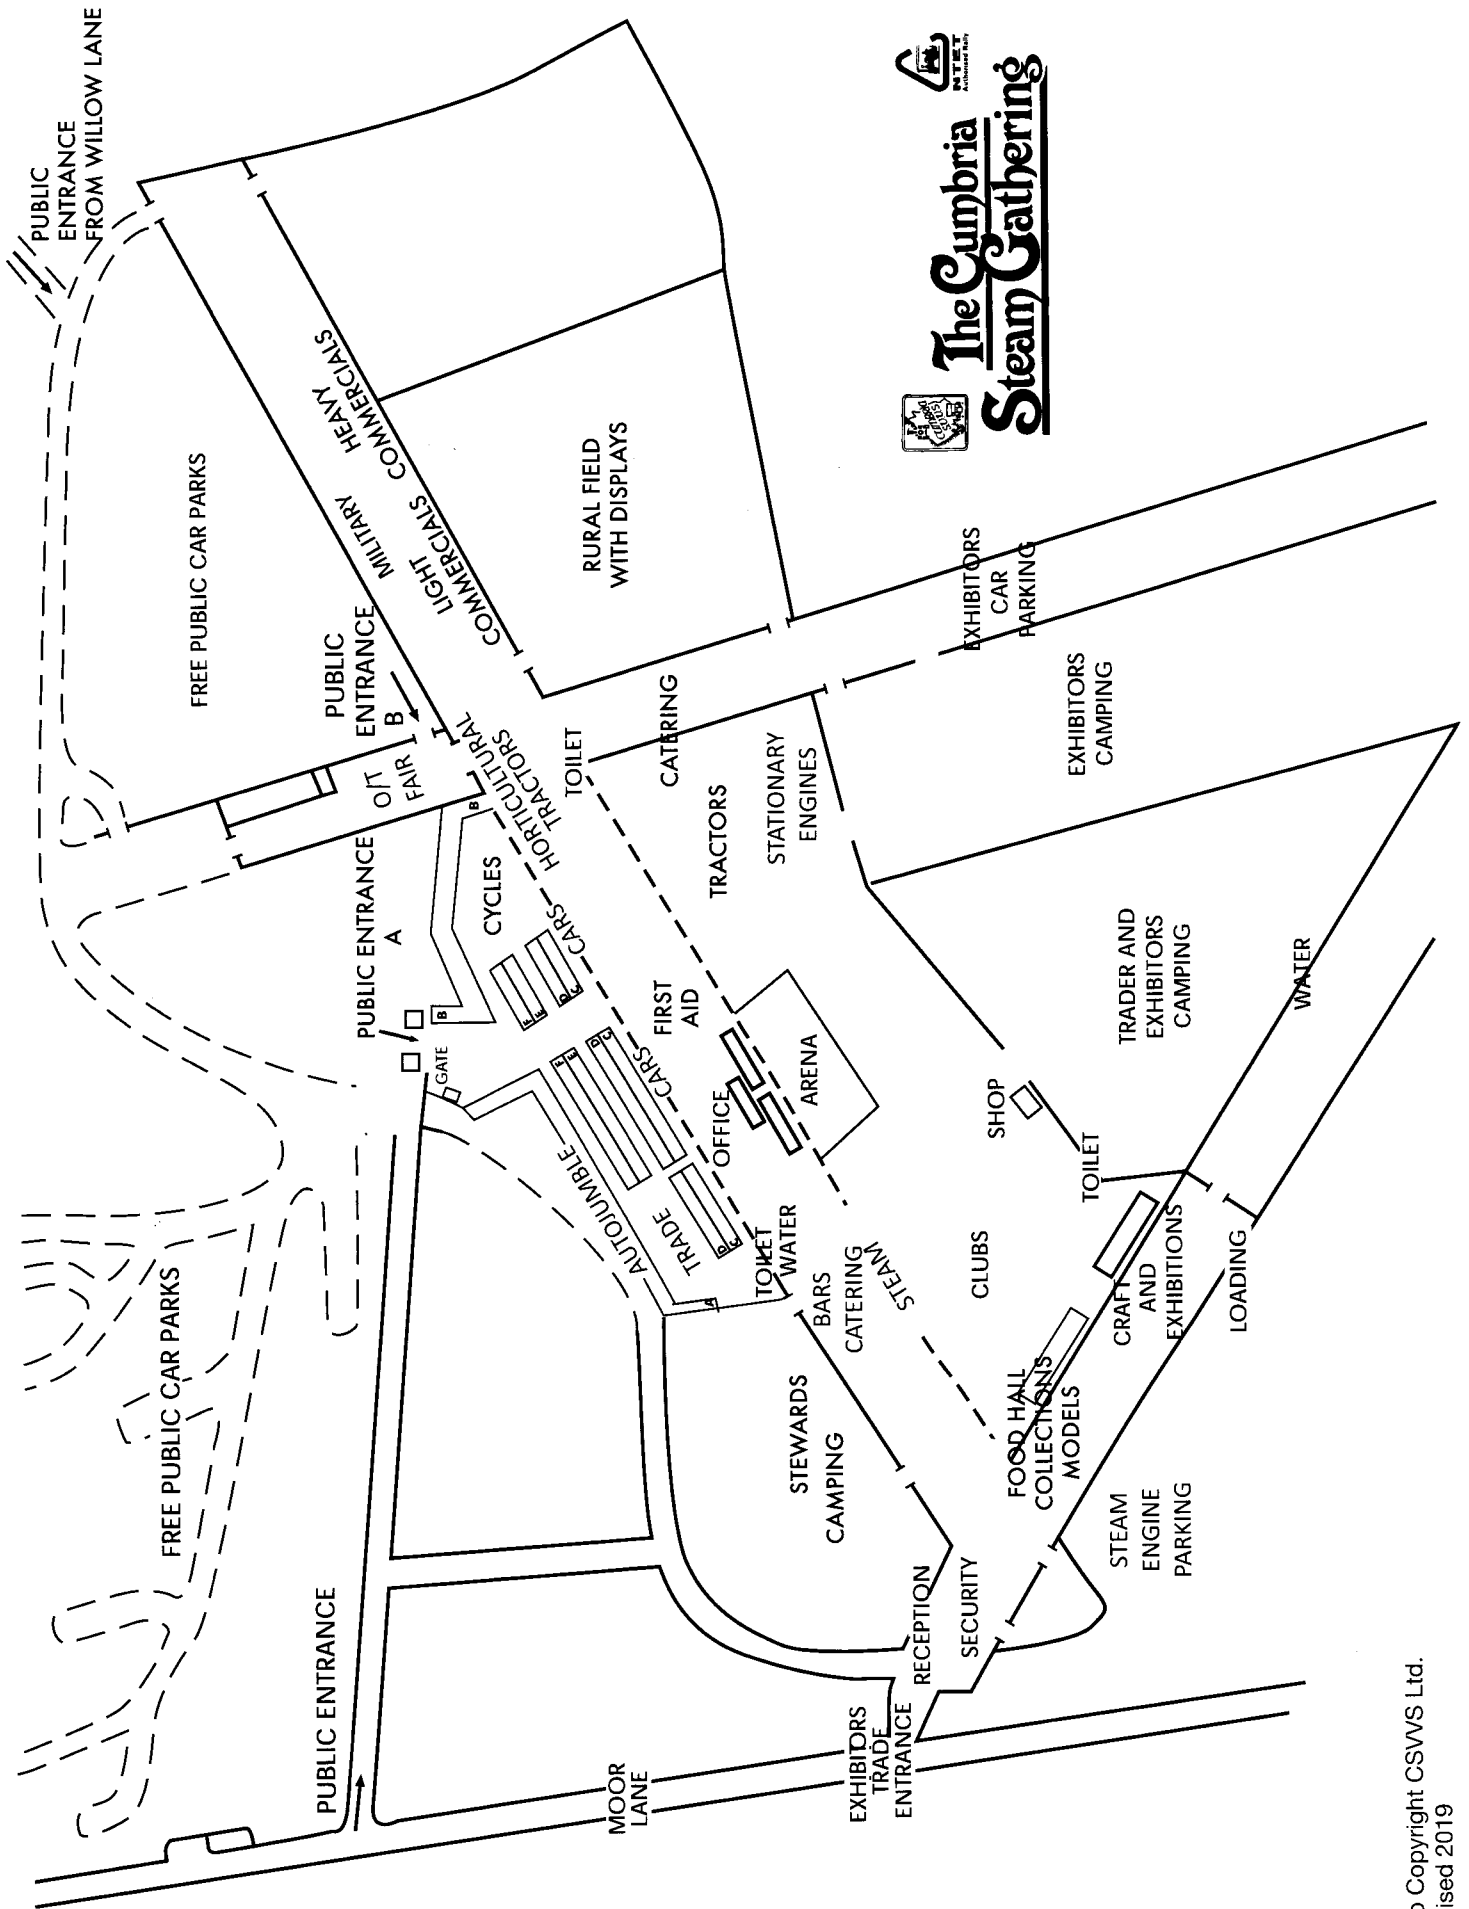 PUBLIC
ENTRANCE
FROM WILLOW LANE
FREE PUBLIC CAR PARKS
HEAVY
COMMERCIALS
MILITARY
LIGHT
COMMERCIALS
RURAL FIELD
WITH DISPLAYS
NTET
Authorised Rally
The Cumbria
Steam Gathering
PUBLIC
ENTRANCE
B
O/T
FAIR
HORTICULTURAL
TRACTORS
TOILET
CATERING
EXHIBITORS
CAR
PARKING
EXHIBITORS
CAMPING
TRACTORS
STATIONARY
ENGINES
PUBLIC ENTRANCE
A
B
B
GATE
CYCLES
CARS
F
E
D
C
FIRST
AID
F
E
D
C
CARS
OFFICE
ARENA
TRADER AND
EXHIBITORS
CAMPING
WATER
SHOP
TOILET
AUTOJUMBLE
TRADE
D
C
A
TOILET
WATER
BARS
CATERING
STEAM
CLUBS
CRAFT
AND
EXHIBITIONS
LOADING
FREE PUBLIC CAR PARKS
STEWARDS
CAMPING
FOOD HALL
COLLECTIONS
MODELS
STEAM
ENGINE
PARKING
RECEPTION
SECURITY
PUBLIC ENTRANCE
MOOR
LANE
EXHIBITORS
TRADE
ENTRANCE
Copyright CSVVS Ltd.
ised 2019